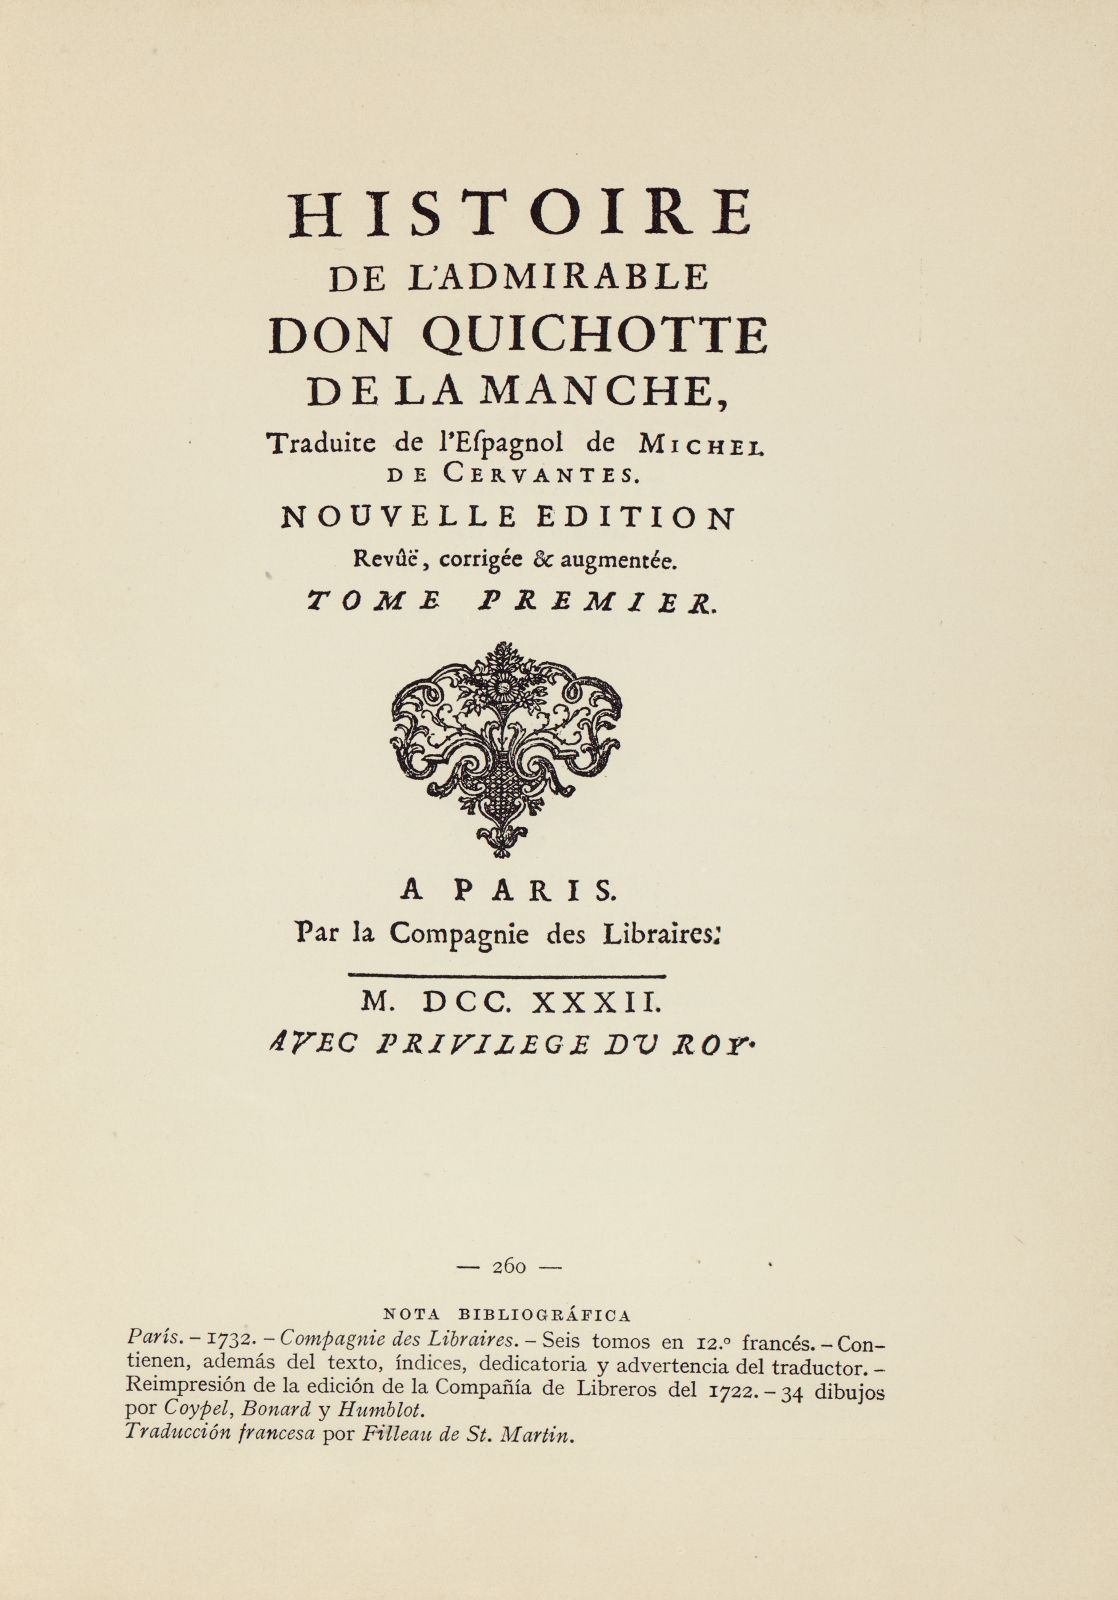 HISTOIRE
DE L'ADMIRABLE
DON QUICHOTTE
DE LA MANCHE,
Traduite de l'Eſpagnol de MICHEL
DE CERVANTES.
NOUVELLE EDITION
Revûë, corrigée & augmentée.
TOME PREMIER.
A PARIS.
Par la Compagnie des Libraires.
M. DCC. XXXII.
AVEC PRIVILEGE DU ROY.
— 260 —
NOTA BIBLIOGRÁFICA
París. – 1732. – Compagnie des Libraires. – Seis tomos en 12.º francés. – Con-
tienen, además del texto, índices, dedicatoria y advertencia del traductor. –
Reimpresión de la edición de la Compañía de Libreros del 1722. – 34 dibujos
por Coypel, Bonard y Humblot.
Traducción francesa por Filleau de St. Martin.